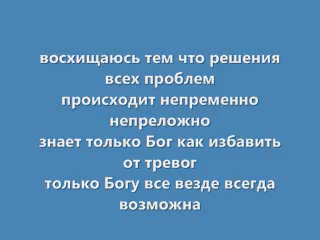 восхищаюсь тем что решения
всех проблем
происходит непременно
непреложно
знает только Бог как избавить
от тревог
только Богу все везде всегда
возможна